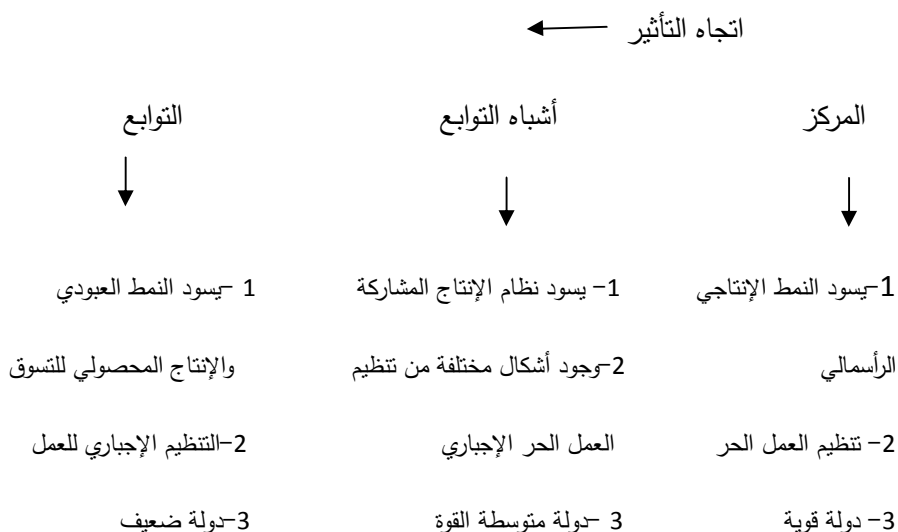 اتجاه التأثير
المركز
أشباه التوابع
التوابع
1-يسود النمط الإنتاجي
الرأسمالي
2- تنظيم العمل الحر
3- دولة قوية
1- يسود نظام الإنتاج المشاركة
2-وجود أشكال مختلفة من تنظيم
العمل الحر الإجباري
3 -دولة متوسطة القوة
1 -يسود النمط العبودي
والإنتاج المحصولي للتسوق
2-التنظيم الإجباري للعمل
3-دولة ضعيف